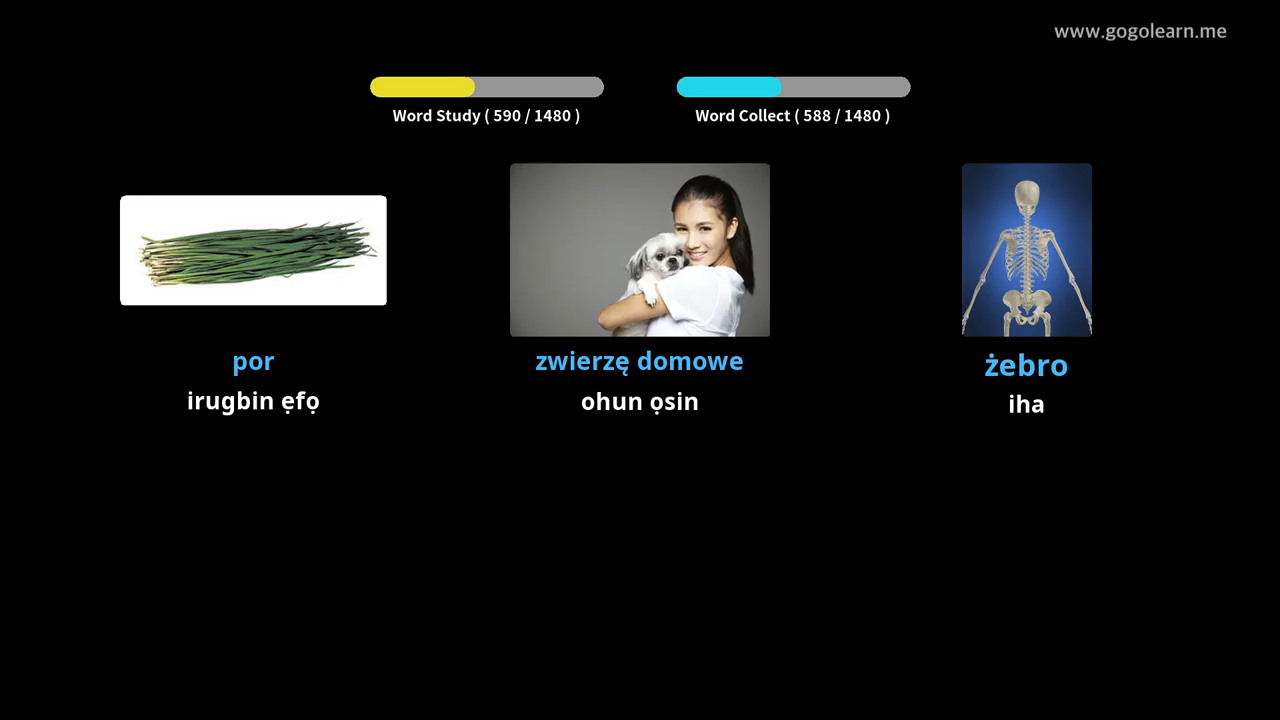 www.gogolearn.me
Word Study ( 590 / 1480 )
Word Collect ( 588 / 1480 )
por
irugbin ẹfọ
zwierzę domowe
ohun ọsin
żebro
iha